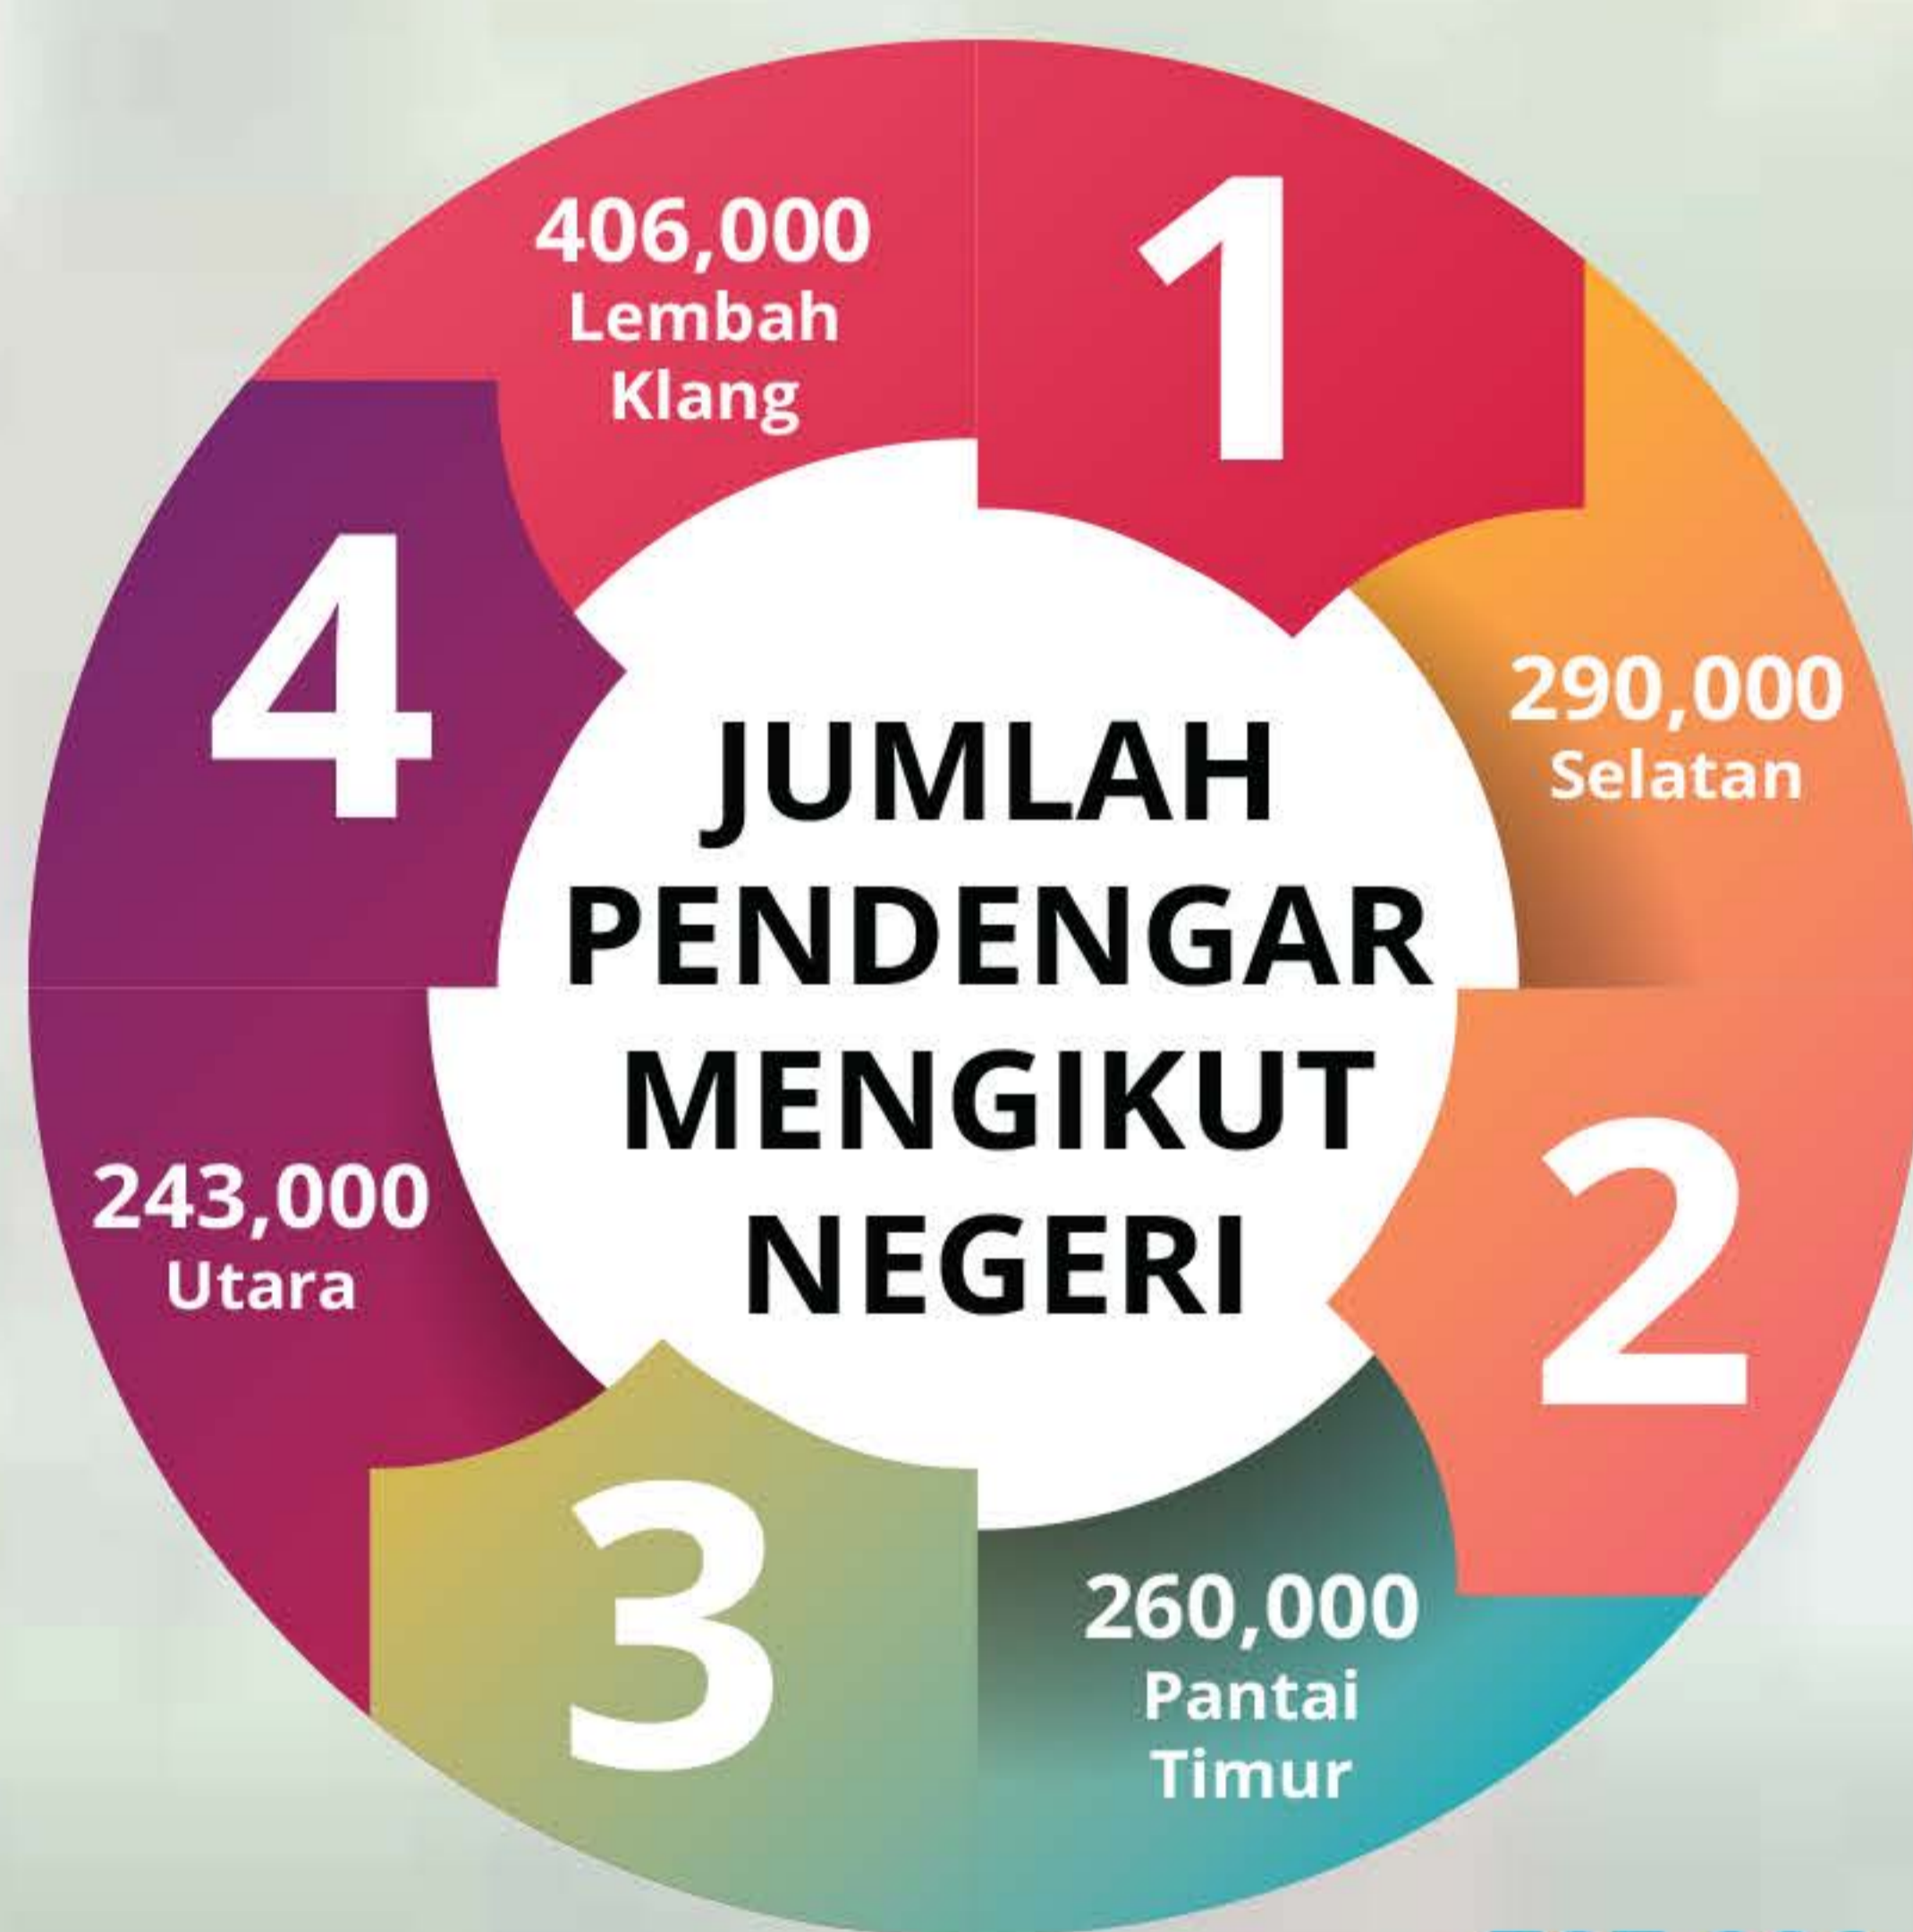 406,000
Lembah
Klang
1
290,000
Selatan
2
260,000
Pantai
Timur
3
243,000
Utara
4
JUMLAH
PENDENGAR
MENGIKUT
NEGERI